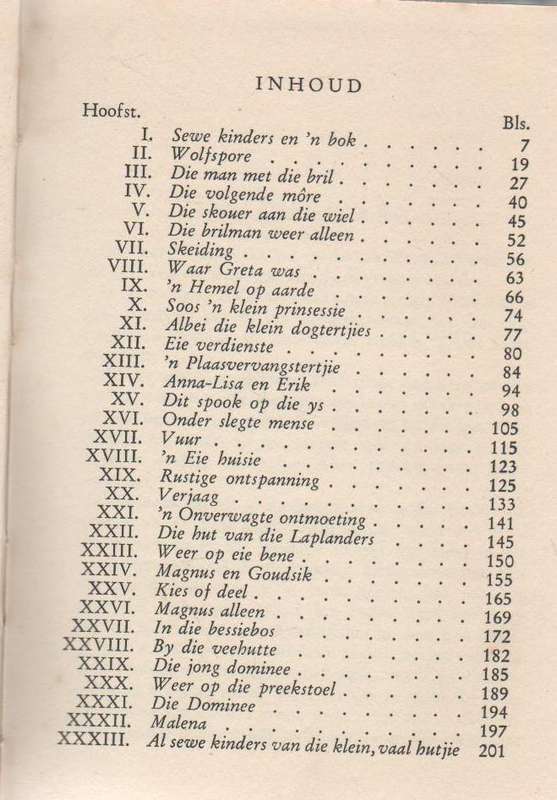 INHOUD
Hoofst. Bls.
I. Sewe kinders en 'n bok . . . . . . 7
II. Wolfspore . . . . . . . . 19
III. Die man met die bril . . . . . . 27
IV. Die volgende môre . . . . . . 40
V. Die skouer aan die wiel . . . . . 45
VI. Die brilman weer alleen . . . . . 52
VII. Skeiding . . . . . . . . . 56
VIII. Waar Greta was . . . . . . . 63
IX. 'n Hemel op aarde . . . . . . 66
X. Soos 'n klein prinsessie . . . . . 74
XI. Albei die klein dogtertjies . . . . . 77
XII. Eie verdienste . . . . . . . . 80
XIII. 'n Plaasvervangstertjie . . . . . . 84
XIV. Anna-Lisa en Erik . . . . . . 94
XV. Dit spook op die ys . . . . . . 98
XVI. Onder slegte mense . . . . . . 105
XVII. Vuur . . . . . . . . . . 115
XVIII. 'n Eie huisie . . . . . . . . 123
XIX. Rustige ontspanning . . . . . . 125
XX. Verjaag . . . . . . . . . 133
XXI. 'n Onverwagte ontmoeting . . . . . 141
XXII. Die hut van die Laplanders . . . . 145
XXIII. Weer op eie bene . . . . . . . 150
XXIV. Magnus en Goudsik . . . . . . 155
XXV. Kies of deel . . . . . . . . 165
XXVI. Magnus alleen . . . . . . . 169
XXVII. In die bessiebos . . . . . . . 172
XXVIII. By die veehutte . . . . . . . 182
XXIX. Die jong dominee . . . . . . . 185
XXX. Weer op die preekstoel . . . . . 189
XXXI. Die Dominee . . . . . . . 194
XXXII. Malena . . . . . . . . . 197
XXXIII. Al sewe kinders van die klein, vaal hutjie 201